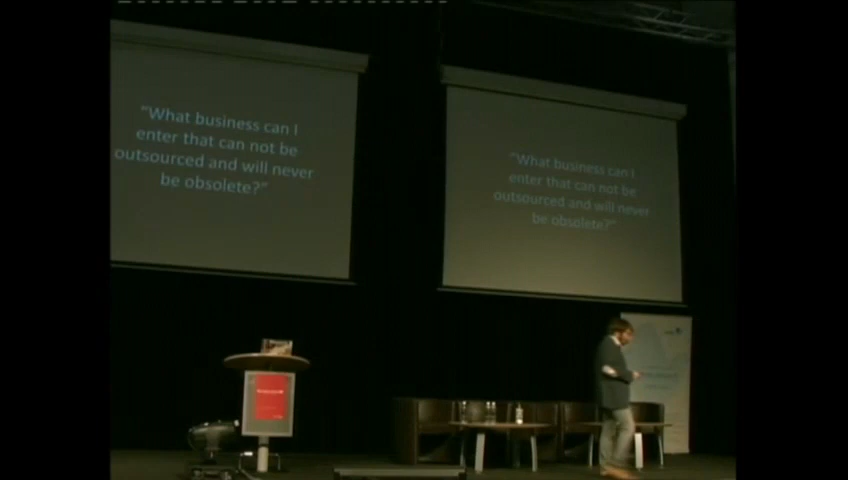 "What business can I
enter that can not be
outsourced and will never
be obsolete?"
"What business can I
enter that can not be
outsourced and will never
be obsolete?"